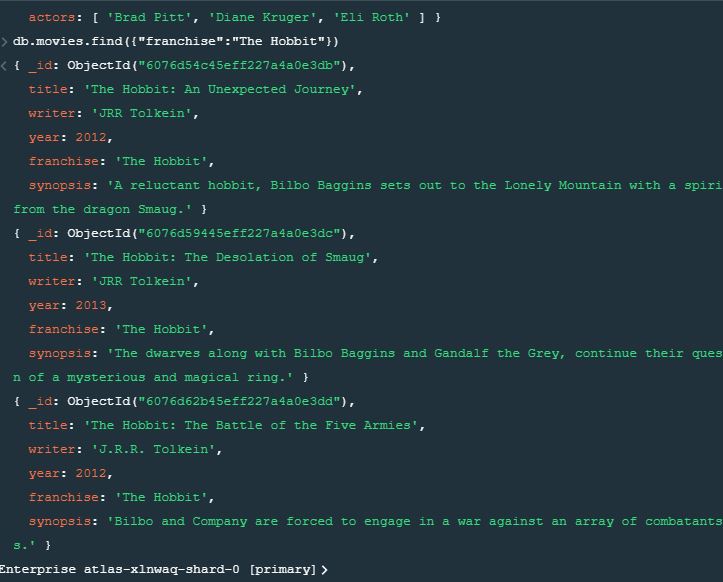 actors: [ 'Brad Pitt', 'Diane Kruger', 'Eli Roth' ] }
> db.movies.find({"franchise":"The Hobbit"})
< { _id: ObjectId("6076d54c45eff227a4a0e3db"),
title: 'The Hobbit: An Unexpected Journey',
writer: 'JRR Tolkein',
year: 2012,
franchise: 'The Hobbit',
synopsis: 'A reluctant hobbit, Bilbo Baggins sets out to the Lonely Mountain with a spiri
from the dragon Smaug.' }
{ _id: ObjectId("6076d59445eff227a4a0e3dc"),
title: 'The Hobbit: The Desolation of Smaug',
writer: 'JRR Tolkein',
year: 2013,
franchise: 'The Hobbit',
synopsis: 'The dwarves along with Bilbo Baggins and Gandalf the Grey, continue their ques
n of a mysterious and magical ring.' }
{ _id: ObjectId("6076d62b45eff227a4a0e3dd"),
title: 'The Hobbit: The Battle of the Five Armies',
writer: 'J.R.R. Tolkein',
year: 2012,
franchise: 'The Hobbit',
synopsis: 'Bilbo and Company are forced to engage in a war against an array of combatants
s.' }
Enterprise atlas-xlnwaq-shard-0 [primary]>